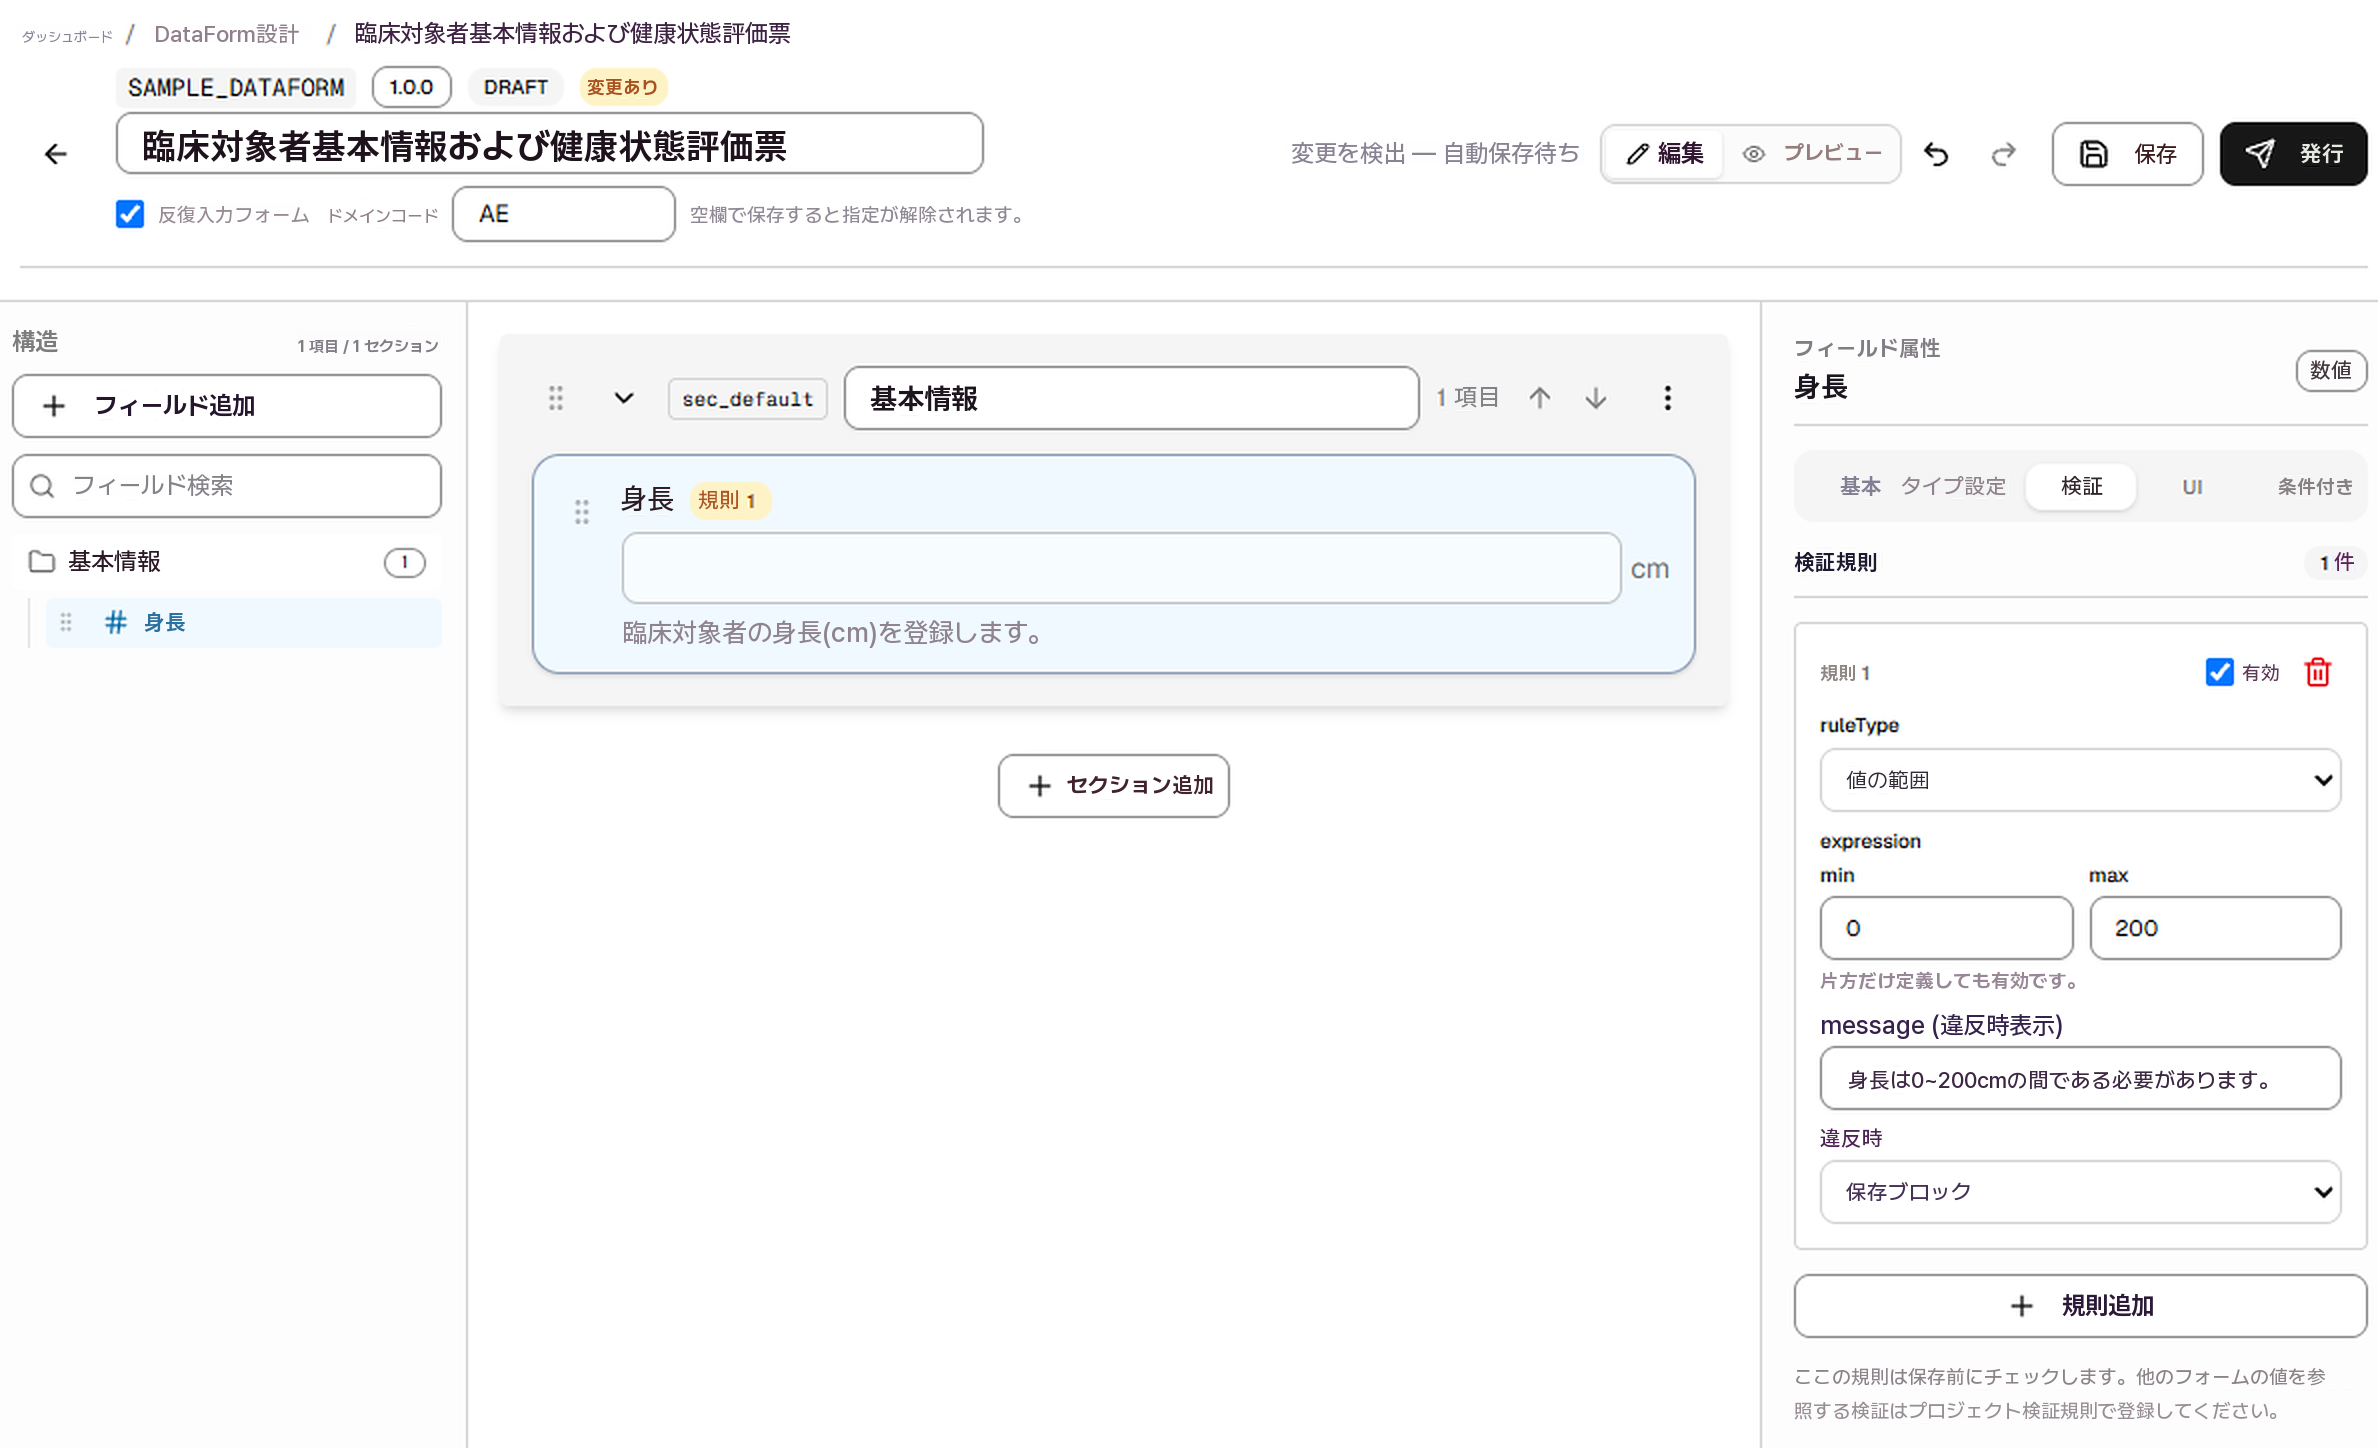 ダッシュボード / DataForm設計 / 臨床対象者基本情報および健康状態評価票
SAMPLE_DATAFORM 1.0.0 DRAFT 変更あり
臨床対象者基本情報および健康状態評価票
変更を検出 — 自動保存待ち 編集 プレビュー 保存 発行
反復入力フォーム ドメインコード AE 空欄で保存すると指定が解除されます。
構造 1 項目 / 1 セクション
フィールド追加
フィールド検索
基本情報 1
身長
sec_default 基本情報 1 項目
身長 規則 1
cm
臨床対象者の身長(cm)を登録します。
セクション追加
フィールド属性
身長 数値
基本 タイプ設定 検証 UI 条件付き
検証規則 1 件
規則 1 有効
ruleType
値の範囲
expression
min max
0 200
片方だけ定義しても有効です。
message (違反時表示)
身長は0~200cmの間である必要があります。
違反時
保存ブロック
規則追加
ここの規則は保存前にチェックします。他のフォームの値を参
照する検証はプロジェクト検証規則で登録してください。